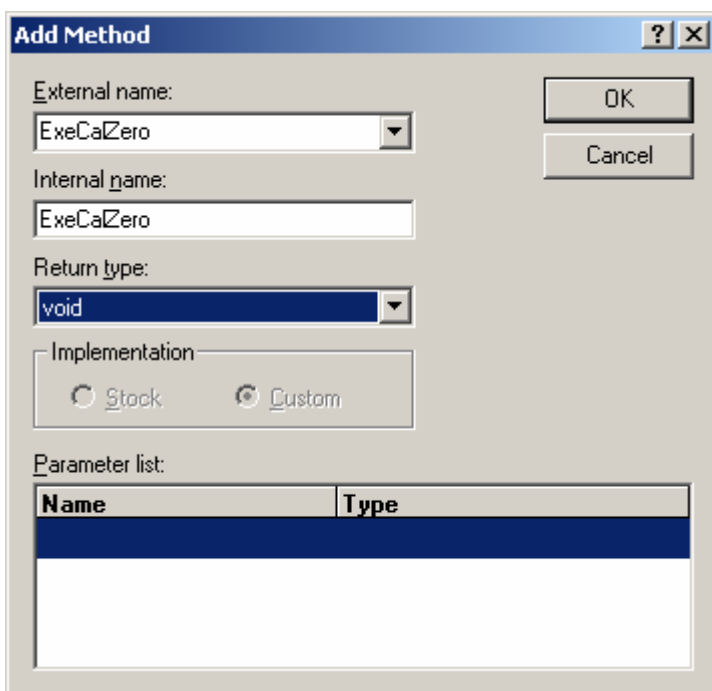 Add Method
External name:
OK
ExeCalZero
Cancel
Internal name:
ExeCalZero
Return type:
void
Implementation
Stock Custom
Parameter list:
Name Type